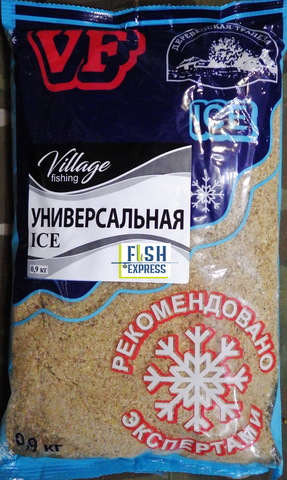 VF
ДЕРЕВЕНСКАЯ ТРАПЕЗА
ICE
Village
fishing
УНИВЕРСАЛЬНАЯ
ICE
0,9 кг
FISH
EXPRESS
РЕКОМЕНДОВАНО
ЭКСПЕРТАМИ
0,9 кг